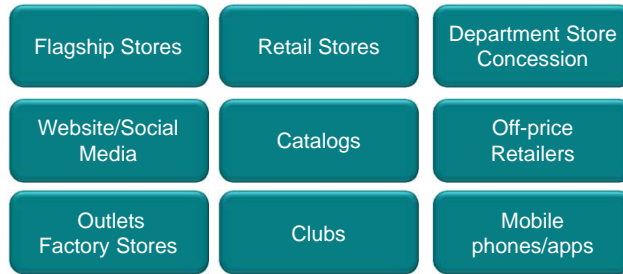 Flagship Stores
Retail Stores
Department Store
Concession
Website/Social
Media
Catalogs
Off-price
Retailers
Outlets
Factory Stores
Clubs
Mobile
phones/apps